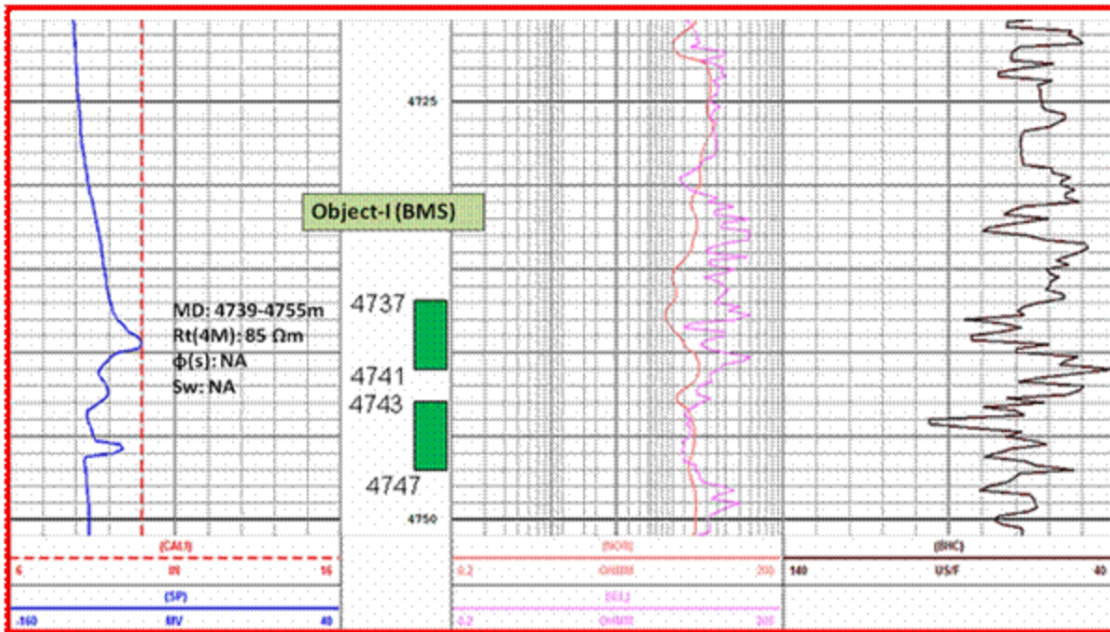 4725
Object-I (BMS)
MD: 4739-4755m
Rt(4M): 85 Ωm
ϕ(s): NA
Sw: NA
4737
4741
4743
4747
4750
(CALI)
6 IN 16
(SP)
-160 MV 40
(NOR)
0.2 OHMM 200
0.2 OHMM 200
(BHC)
140 US/F 40